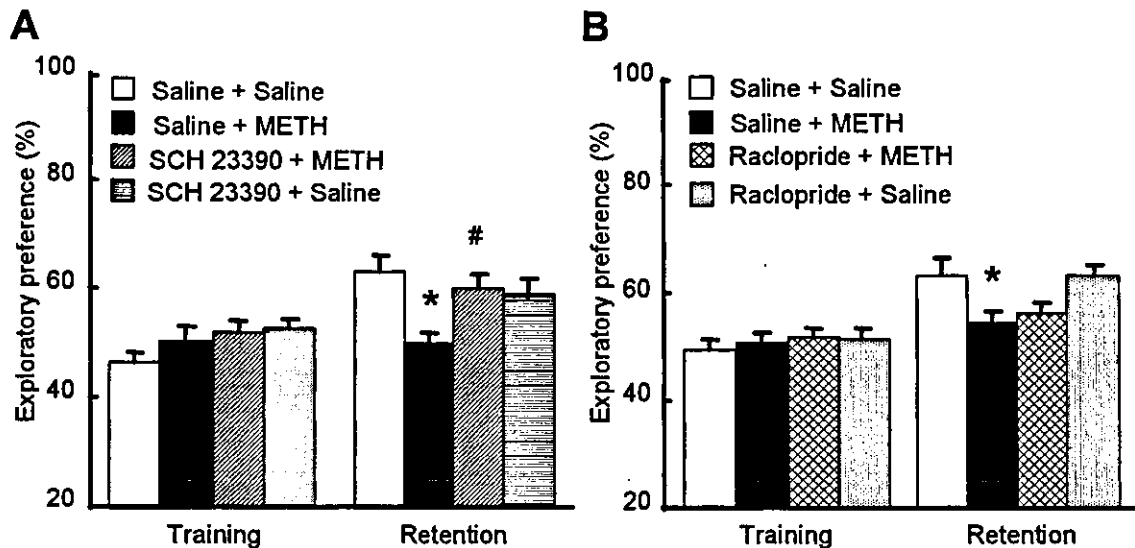 A
Exploratory preference (%)
100
80
60
40
20
Saline + Saline
Saline + METH
SCH 23390 + METH
SCH 23390 + Saline
#
*
Training
Retention
B
Exploratory preference (%)
100
80
60
40
20
Saline + Saline
Saline + METH
Raclopride + METH
Raclopride + Saline
*
Training
Retention